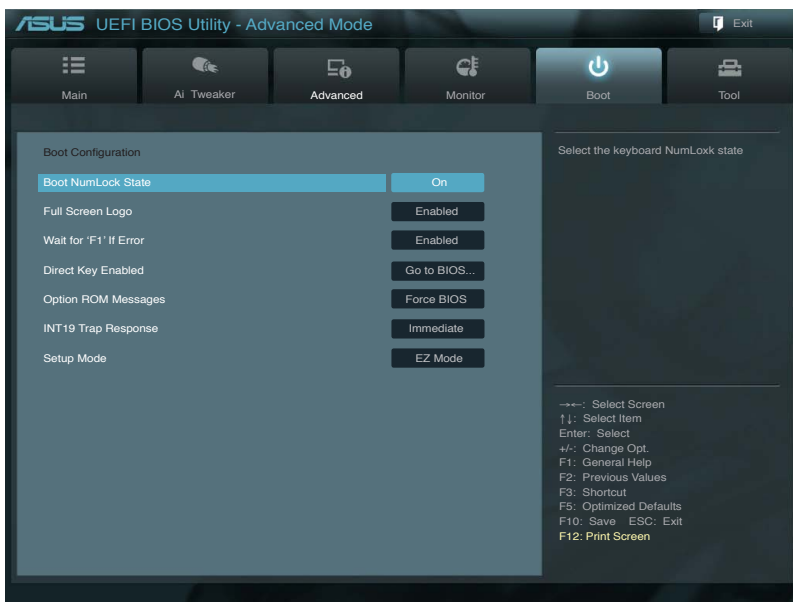 ASUS UEFI BIOS Utility - Advanced Mode
Exit
Main
Ai Tweaker
Advanced
Monitor
Boot
Tool
Boot Configuration
Boot NumLock State On
Full Screen Logo Enabled
Wait for ‘F1’ If Error Enabled
Direct Key Enabled Go to BIOS...
Option ROM Messages Force BIOS
INT19 Trap Response Immediate
Setup Mode EZ Mode
Select the keyboard NumLoxk state
→←: Select Screen
↑↓: Select Item
Enter: Select
+/-: Change Opt.
F1: General Help
F2: Previous Values
F3: Shortcut
F5: Optimized Defaults
F10: Save ESC: Exit
F12: Print Screen